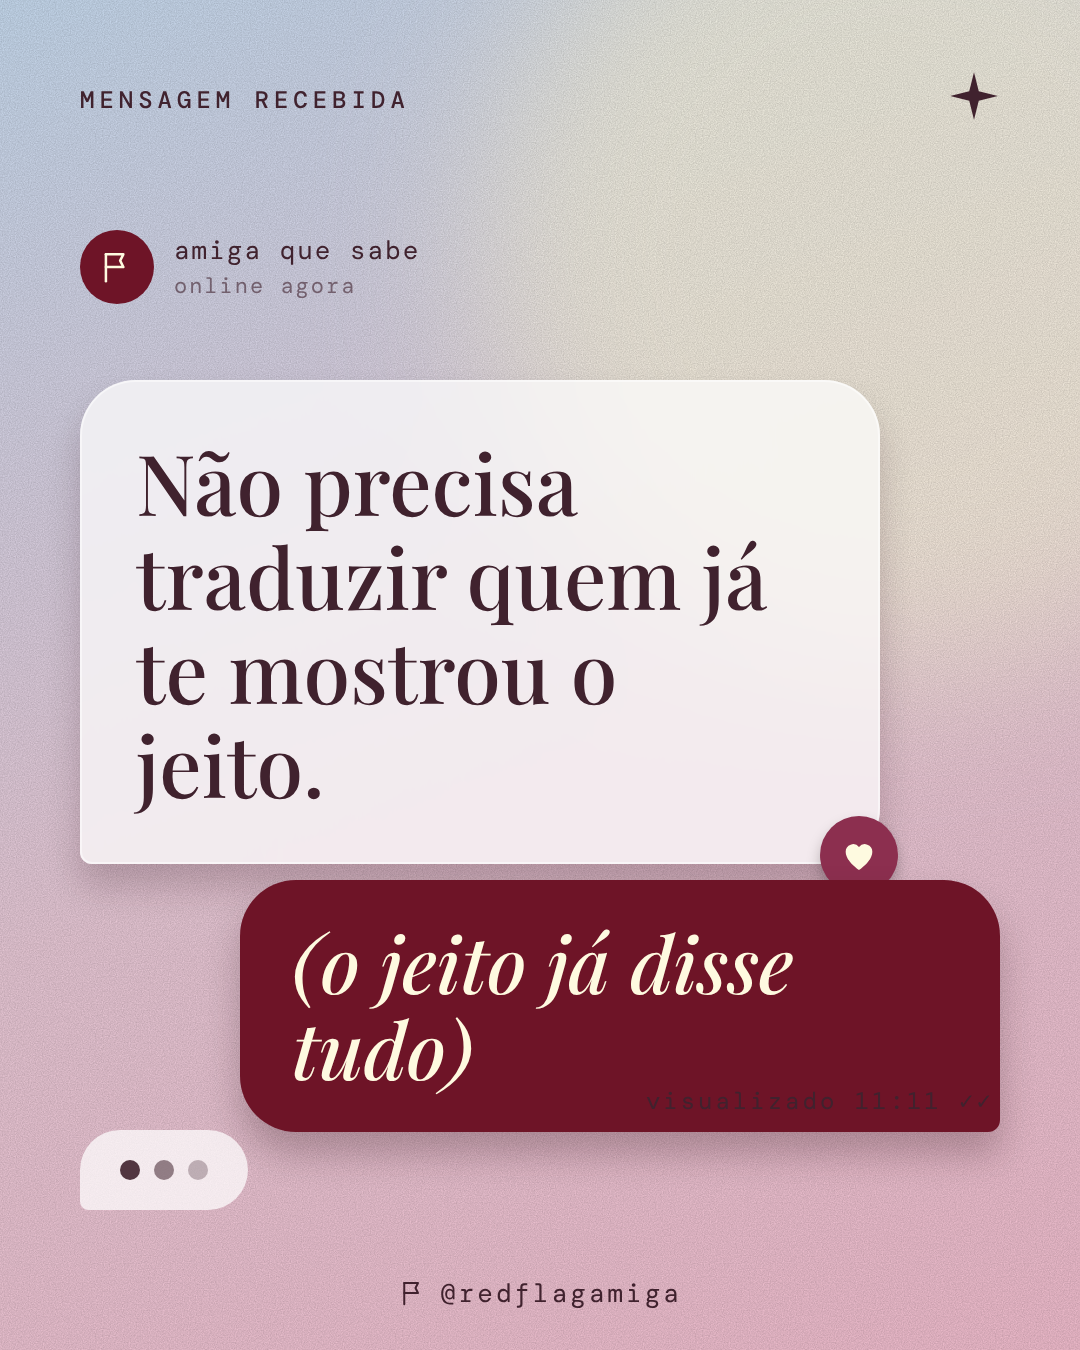 MENSAGEM RECEBIDA
amiga que sabe
online agora
Não precisa
traduzir quem já
te mostrou o
jeito.
(o jeito já disse
tudo)
visualizado 11:11 ✓✓
@redflagamiga